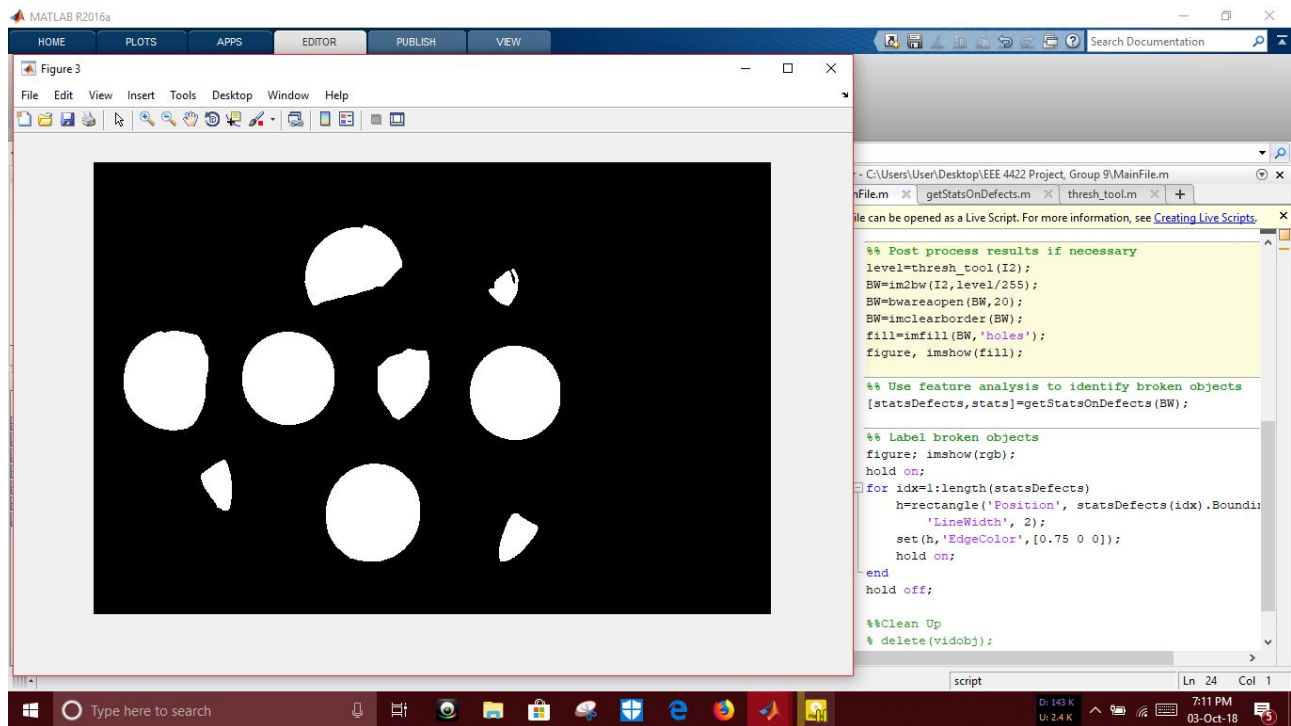 MATLAB R2016a
HOME PLOTS APPS EDITOR PUBLISH VIEW
Search Documentation
Figure 3
File Edit View Insert Tools Desktop Window Help
- C:\Users\User\Desktop\EEE 4422 Project, Group 9\MainFile.m
nFile.m getStatsOnDefects.m thresh_tool.m +
ile can be opened as a Live Script. For more information, see Creating Live Scripts.
%% Post process results if necessary
level=thresh_tool(I2);
BW=im2bw(I2,level/255);
BW=bwareaopen(BW,20);
BW=imclearborder(BW);
fill=imfill(BW,'holes');
figure, imshow(fill);
%% Use feature analysis to identify broken objects
[statsDefects,stats]=getStatsOnDefects(BW);
%% Label broken objects
figure; imshow(rgb);
hold on;
for idx=1:length(statsDefects)
h=rectangle('Position', statsDefects(idx).Boundin
'LineWidth', 2);
set(h,'EdgeColor',[0.75 0 0]);
hold on;
end
hold off;
%%Clean Up
% delete(vidobj);
script Ln 24 Col 1
Type here to search
D: 143 K
U: 2.4 K
7:11 PM
03-Oct-18
5